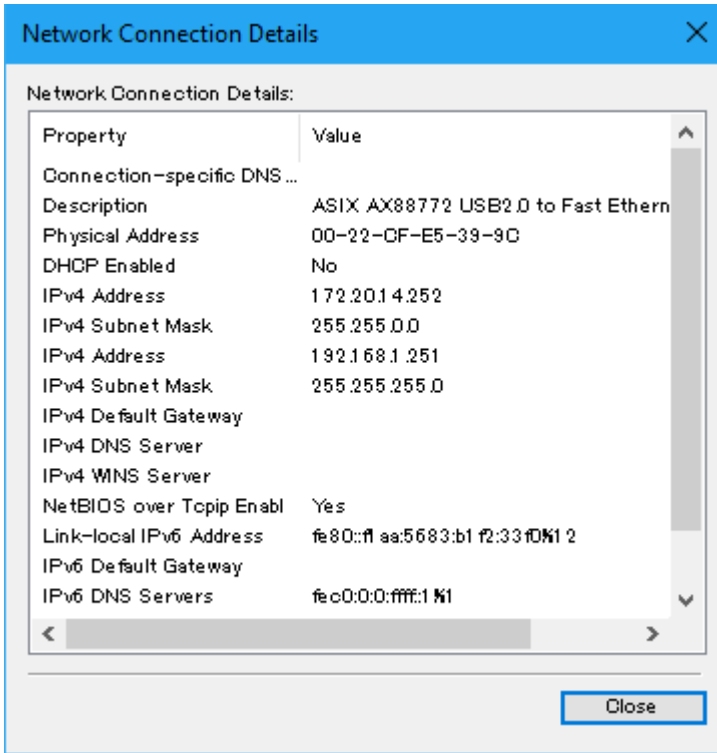 Network Connection Details
Network Connection Details:
Property Value
Connection-specific DNS...
Description ASIX AX88772 USB2.0 to Fast Ethern
Physical Address 00-22-CF-E5-39-9C
DHCP Enabled No
IPv4 Address 172.20.14.252
IPv4 Subnet Mask 255.255.0.0
IPv4 Address 192.168.1.251
IPv4 Subnet Mask 255.255.255.0
IPv4 Default Gateway
IPv4 DNS Server
IPv4 WINS Server
NetBIOS over Tcpip Enabl Yes
Link-local IPv6 Address fe80::f1aa:5683:b1f2:33f0%12
IPv6 Default Gateway
IPv6 DNS Servers fec0:0:0:ffff::1%1
Close